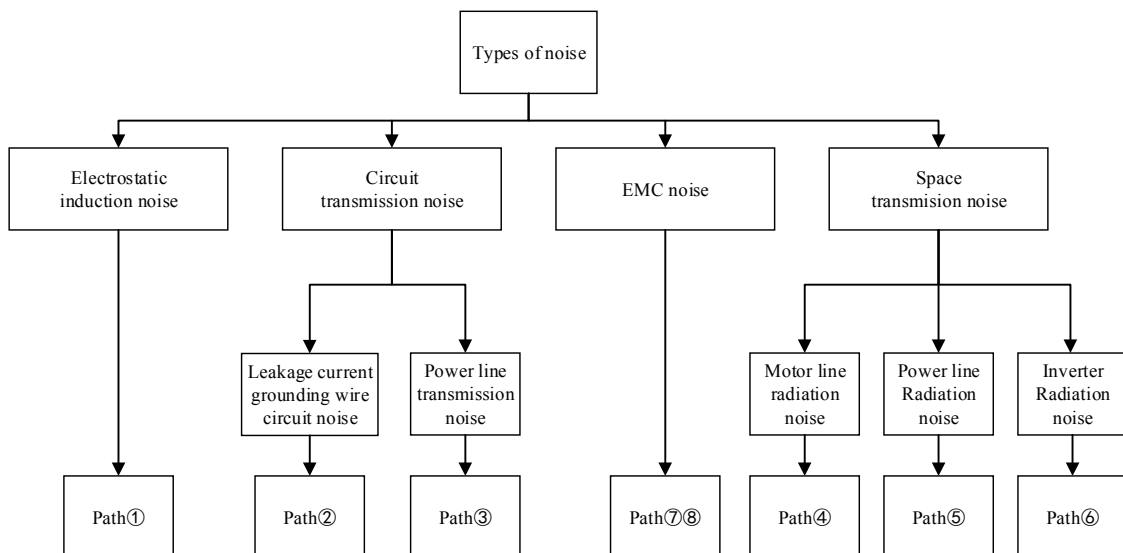 Types of noise
Electrostatic
induction noise
Circuit
transmission noise
EMC noise
Space
transmision noise
Leakage current
grounding wire
circuit noise
Power line
transmission
noise
Motor line
radiation
noise
Power line
Radiation
noise
Inverter
Radiation
noise
Path①
Path②
Path③
Path⑦⑧
Path④
Path⑤
Path⑥